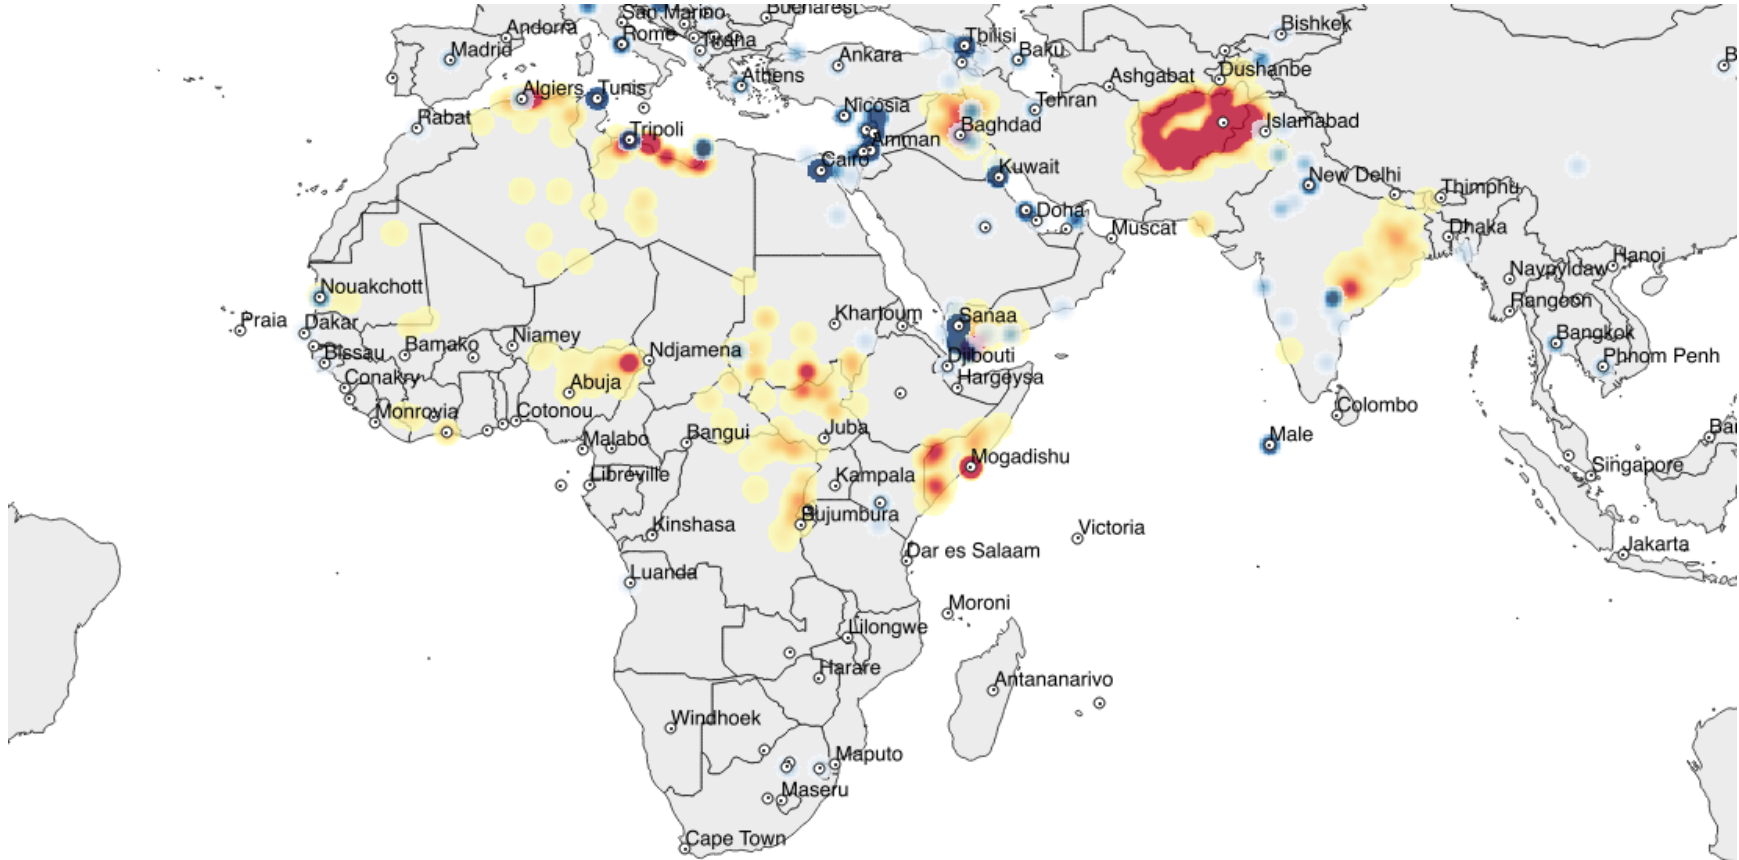 San Marino
Bucharest
Bishkek
Andorra
Rome
Tirana
Tbilisi
Madrid
Ankara
Baku
Dushanbe
Ashgabat
Athens
Algiers
Tunis
Nicosia
Tehran
Rabat
Tripoli
Baghdad
Islamabad
Amman
Cairo
Kuwait
New Delhi
Thimphu
Doha
Muscat
Dhaka
Hanoi
Naypyidaw
Nouakchott
Rangoon
Praia
Dakar
Khartoum
Sanaa
Niamey
Bamako
Ndjamena
Bangkok
Bissau
Djibouti
Phnom Penh
Conakry
Abuja
Hargeysa
Monrovia
Cotonou
Colombo
Malabo
Bangui
Juba
Male
Mogadishu
Libreville
Kampala
Singapore
Kinshasa
Bujumbura
Victoria
Dar es Salaam
Jakarta
Luanda
Moroni
Lilongwe
Harare
Antananarivo
Windhoek
Maputo
Maseru
Cape Town